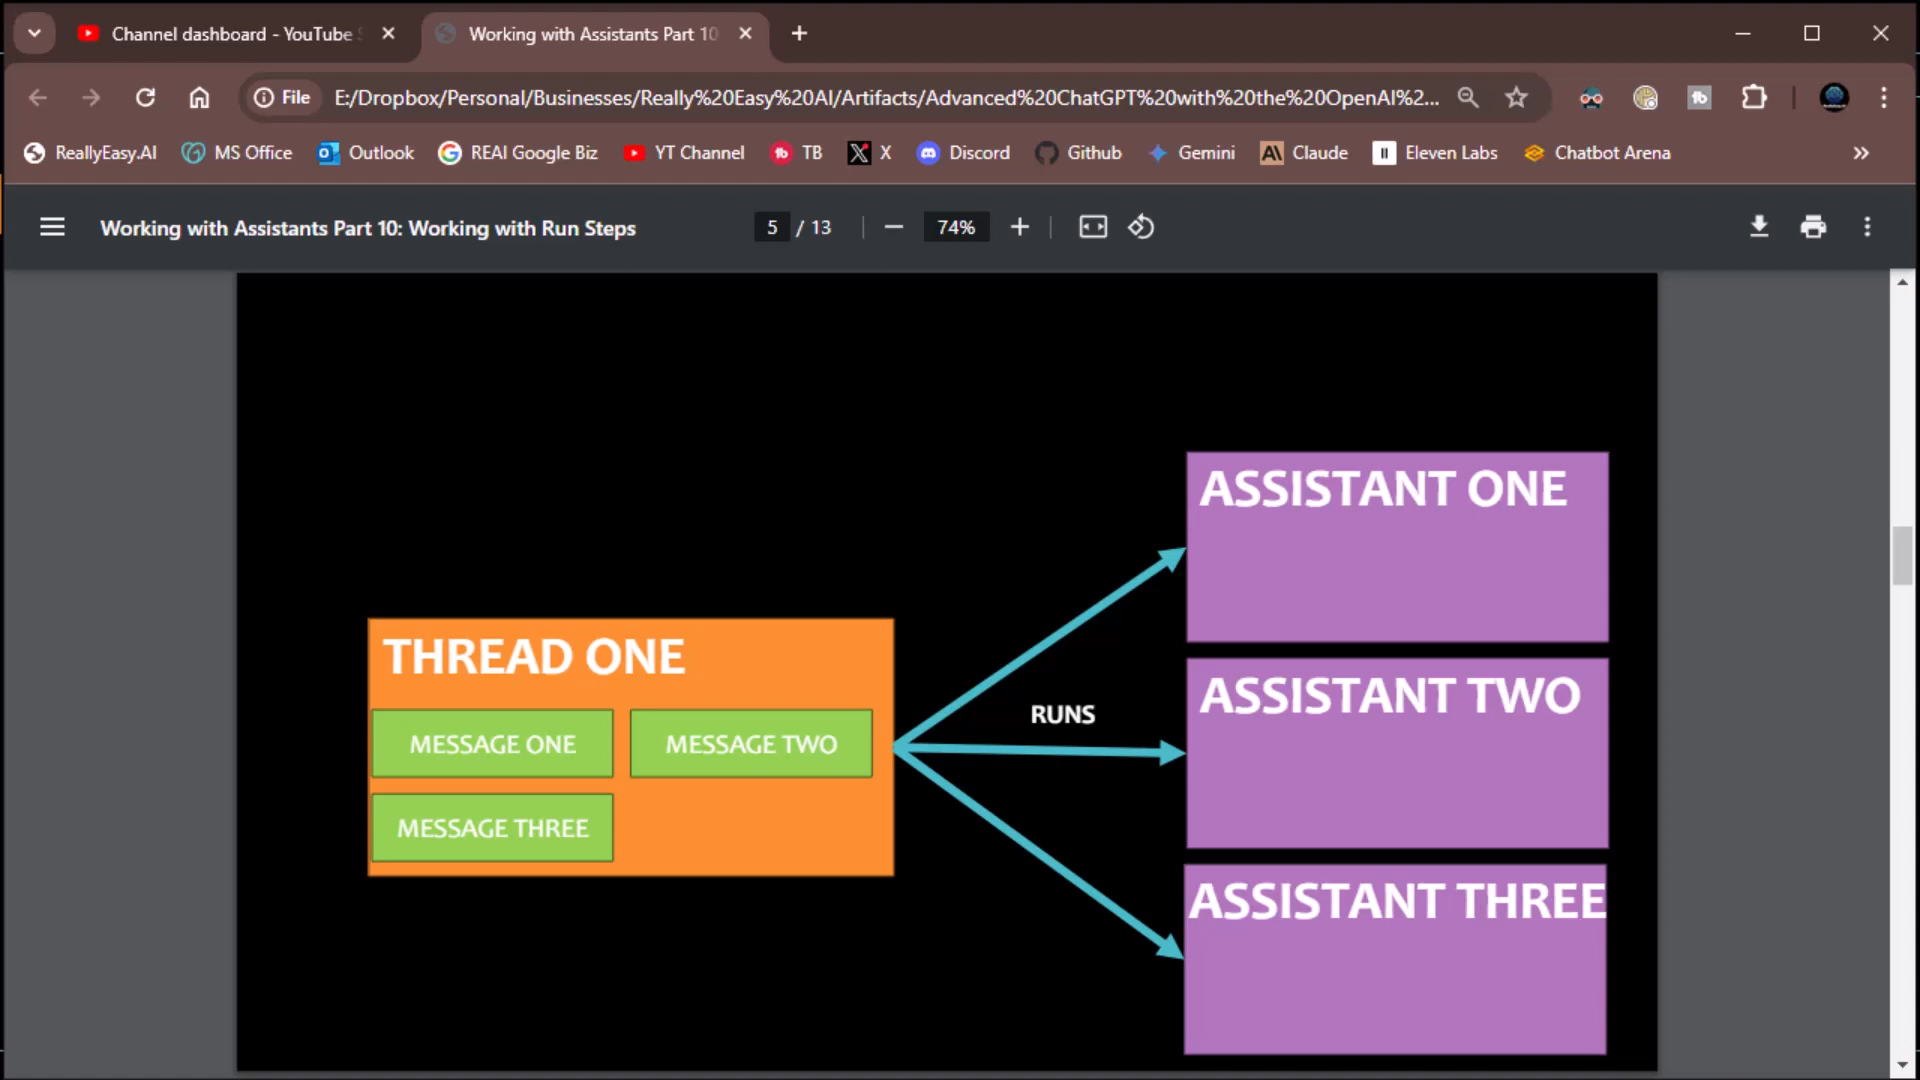 Channel dashboard - YouTube
Working with Assistants Part 10
File
E:/Dropbox/Personal/Businesses/Really%20Easy%20AI/Artifacts/Advanced%20ChatGPT%20with%20the%20OpenAI%2...
ReallyEasy.AI
MS Office
Outlook
REAI Google Biz
YT Channel
TB
X
Discord
Github
Gemini
Claude
Eleven Labs
Chatbot Arena
Working with Assistants Part 10: Working with Run Steps
5 / 13
74%
ASSISTANT ONE
THREAD ONE
ASSISTANT TWO
RUNS
MESSAGE ONE
MESSAGE TWO
MESSAGE THREE
ASSISTANT THREE